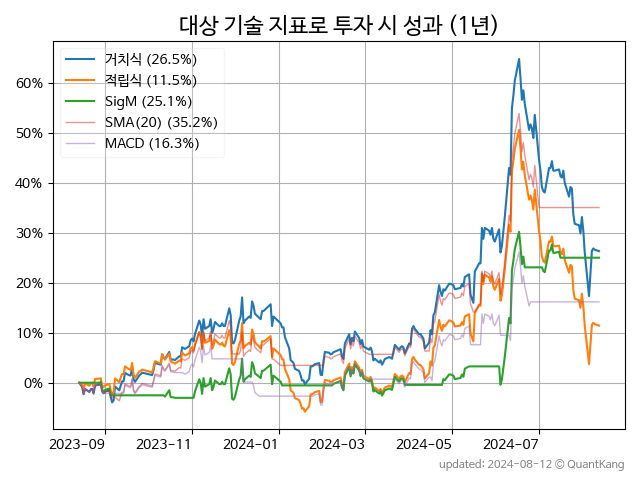 대상 기술 지표로 투자 시 성과 (1년)
거치식 (26.5%)
적립식 (11.5%)
SigM (25.1%)
SMA(20) (35.2%)
MACD (16.3%)
60%
50%
40%
30%
20%
10%
0%
2023-09 2023-11 2024-01 2024-03 2024-05 2024-07
updated: 2024-08-12 © QuantKang